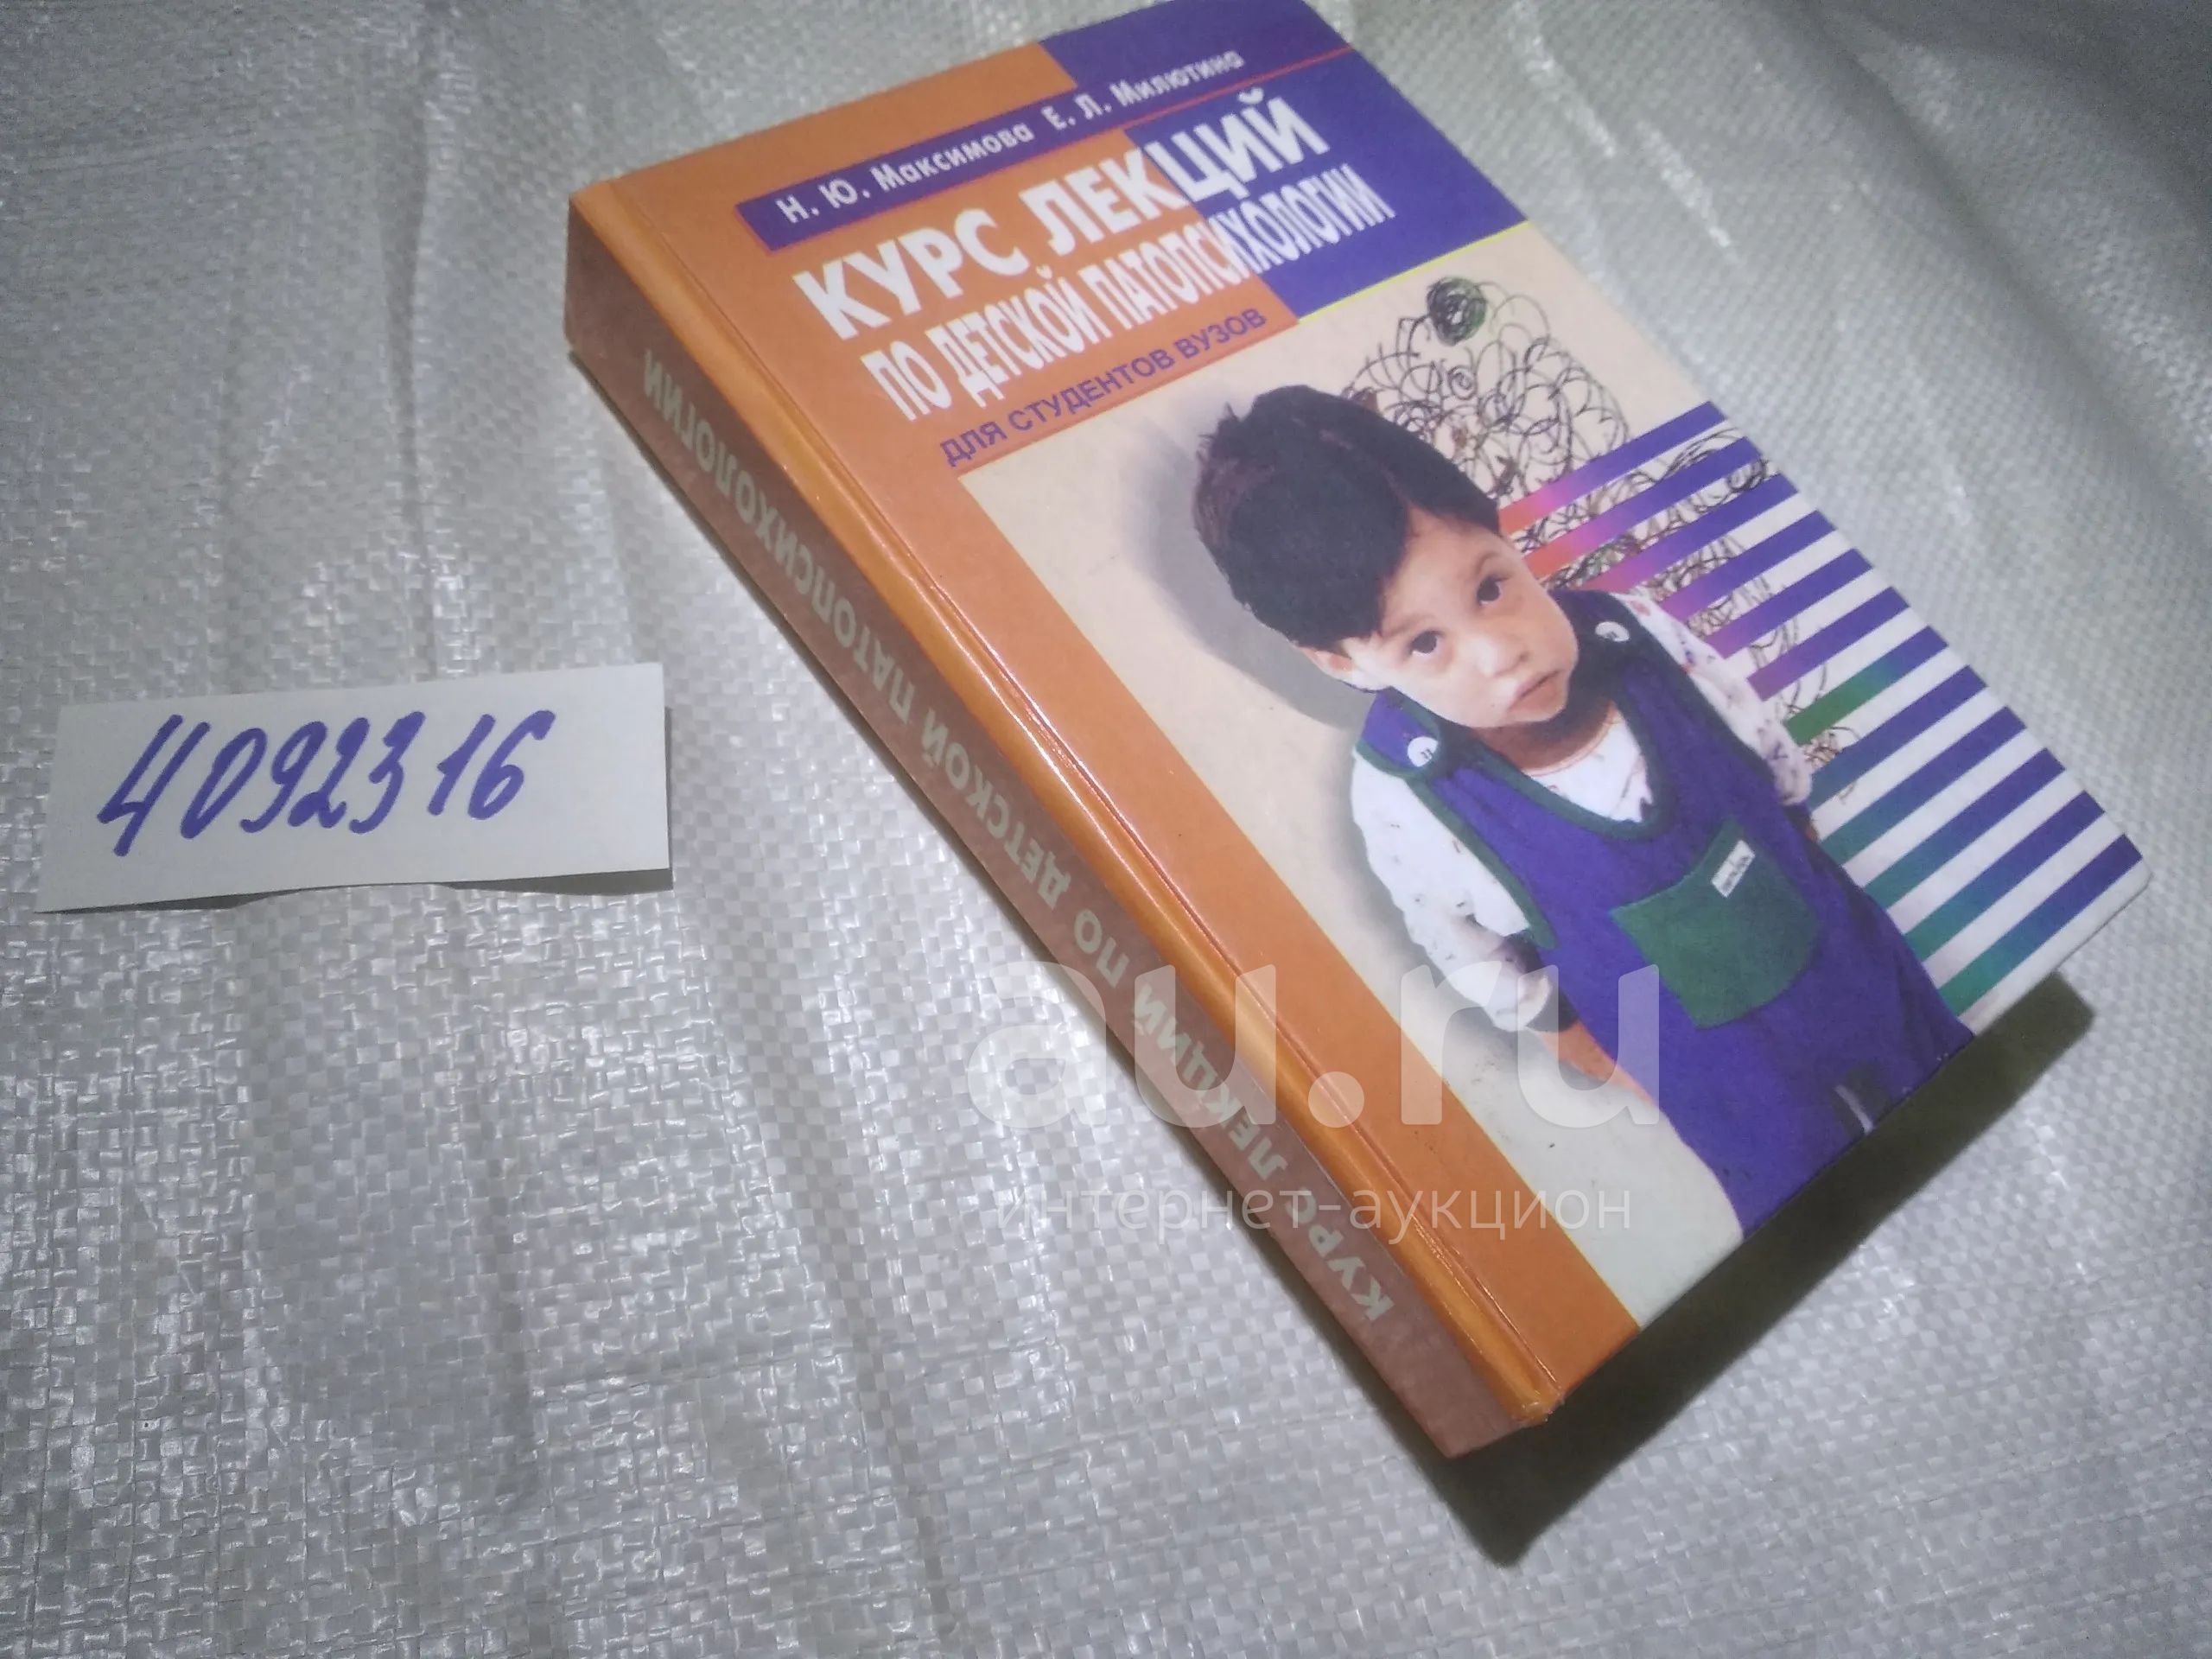 Н. Ю. Максимова Е. Л. Милютина
КУРС ЛЕКЦИЙ
ПО ДЕТСКОЙ ПАТОПСИХОЛОГИИ
ДЛЯ СТУДЕНТОВ ВУЗОВ
КУРС ЛЕКЦИЙ ПО ДЕТСКОЙ ПАТОПСИХОЛОГИИ
4092316
au.ru
интернет-аукцион